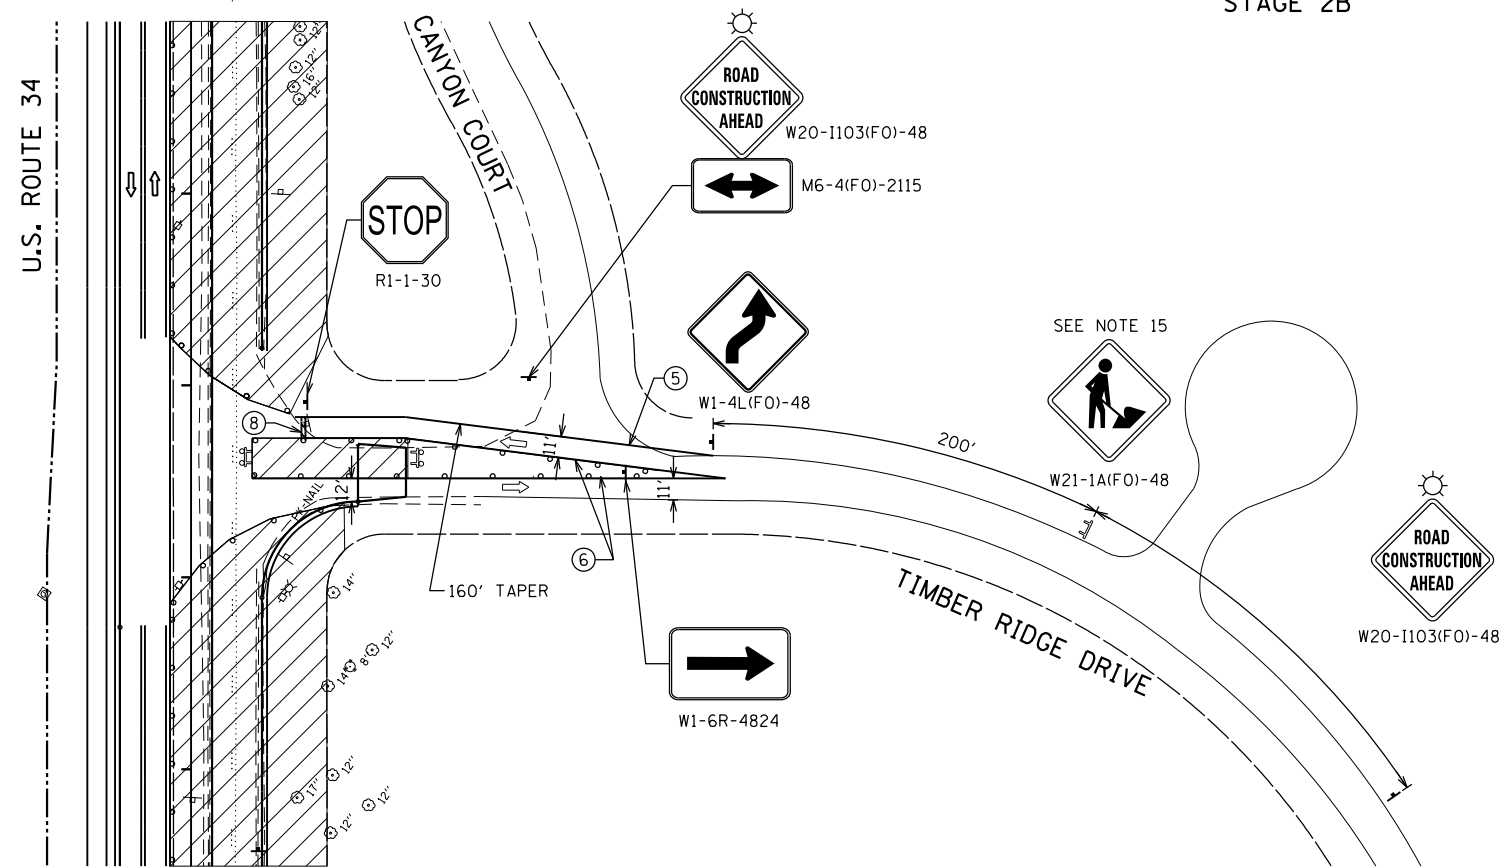 STAGE 2B
U.S. ROUTE 34
CANYON COURT
12"
12"
16"
12"
ROAD
CONSTRUCTION
AHEAD
W20-I103(FO)-48
M6-4(FO)-2115
STOP
R1-1-30
W1-4L(FO)-48
SEE NOTE 15
W21-1A(FO)-48
200'
5
8
11'
12'
11'
PK-NAIL
6
160' TAPER
TIMBER RIDGE DRIVE
ROAD
CONSTRUCTION
AHEAD
W20-I103(FO)-48
W1-6R-4824
14"
12"
8"
14"
12"
17"
12"
12"